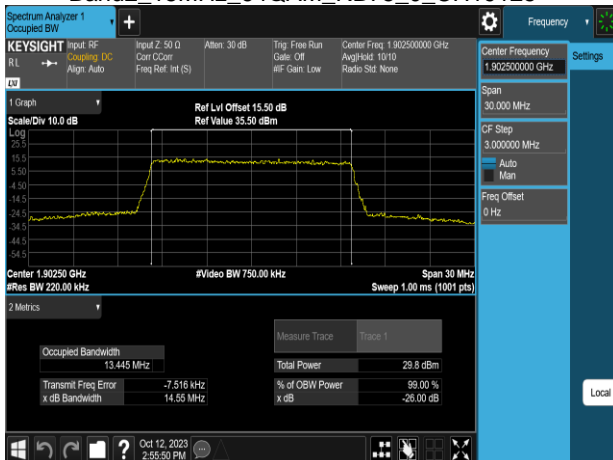 Spectrum Analyzer 1
Occupied BW
Frequency
KEYSIGHT
RL
Input: RF
Coupling: DC
Align: Auto
Input Z: 50 Ω
Corr CCorr
Freq Ref: Int (S)
Atten: 30 dB
Trig: Free Run
Gate: Off
#IF Gain: Low
Center Freq: 1.902500000 GHz
Avg|Hold: 10/10
Radio Std: None
LXI
Center Frequency
1.902500000 GHz
Settings
Span
30.000 MHz
CF Step
3.000000 MHz
Auto
Man
Freq Offset
0 Hz
Local
1 Graph
Scale/Div 10.0 dB
Ref Lvl Offset 15.50 dB
Ref Value 35.50 dBm
Log
25.5
15.5
5.50
-4.50
-14.5
-24.5
-34.5
-44.5
-54.5
Center 1.90250 GHz
#Res BW 220.00 kHz
#Video BW 750.00 kHz
Span 30 MHz
Sweep 1.00 ms (1001 pts)
2 Metrics
Measure Trace
Trace 1
Occupied Bandwidth
13.445 MHz
Total Power
29.8 dBm
Transmit Freq Error
-7.516 kHz
% of OBW Power
99.00 %
x dB Bandwidth
14.55 MHz
x dB
-26.00 dB
Oct 12, 2023
2:55:50 PM